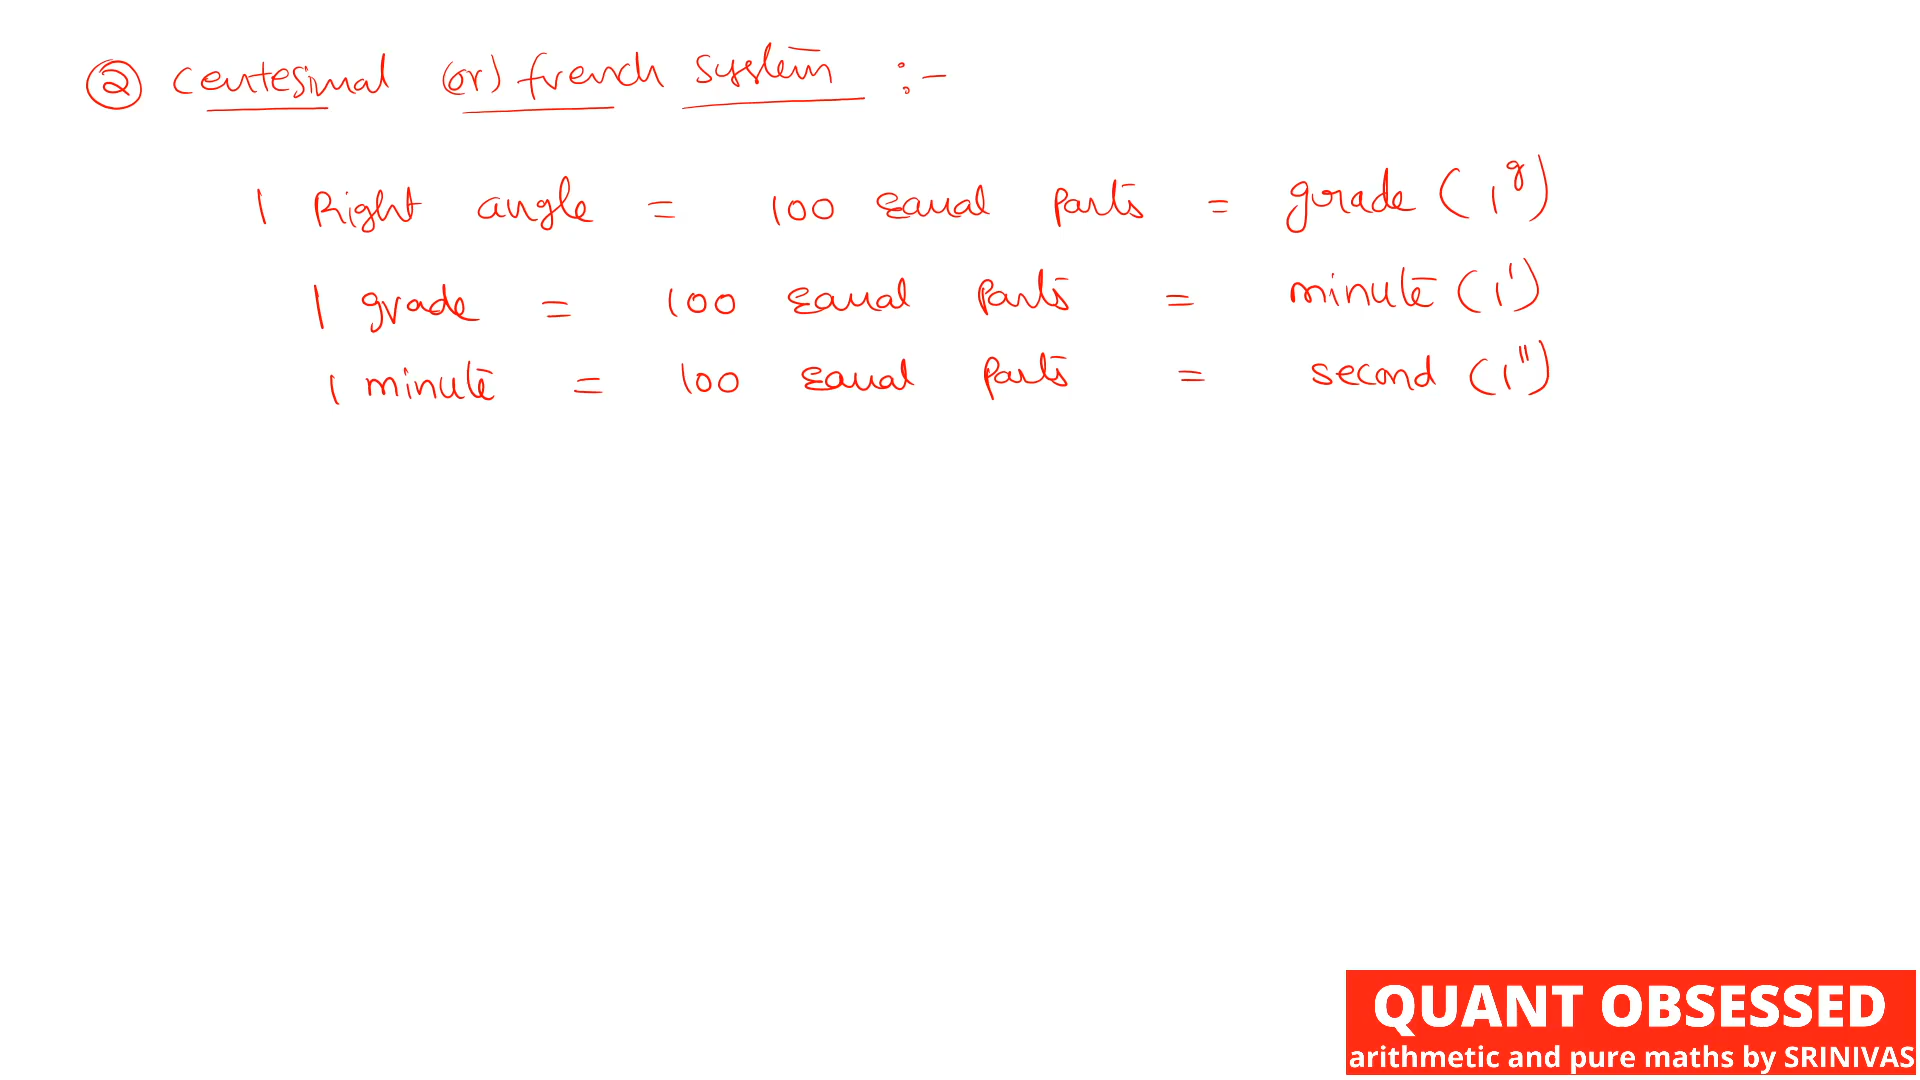 ② Centesimal (or) french system :-
1 Right angle = 100 equal parts = grade (1ᵍ)
1 grade = 100 equal parts = minute (1')
1 minute = 100 equal parts = second (1")
QUANT OBSESSED
arithmetic and pure maths by SRINIVAS